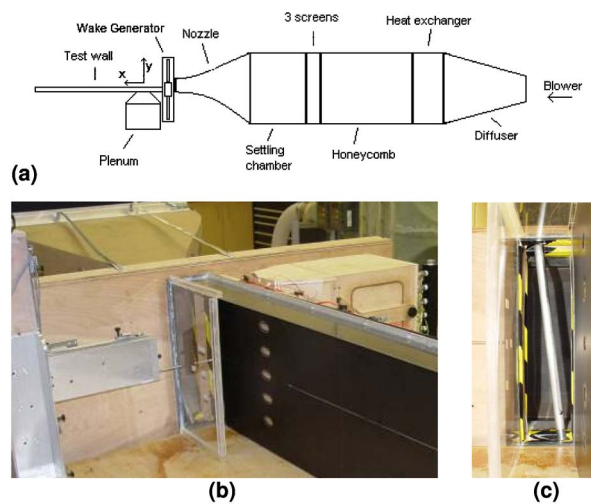 Wake Generator
Nozzle
3 screens
Heat exchanger
Test wall
x
y
Blower
Plenum
Settling
chamber
Honeycomb
Diffuser
(a)
(b)
(c)